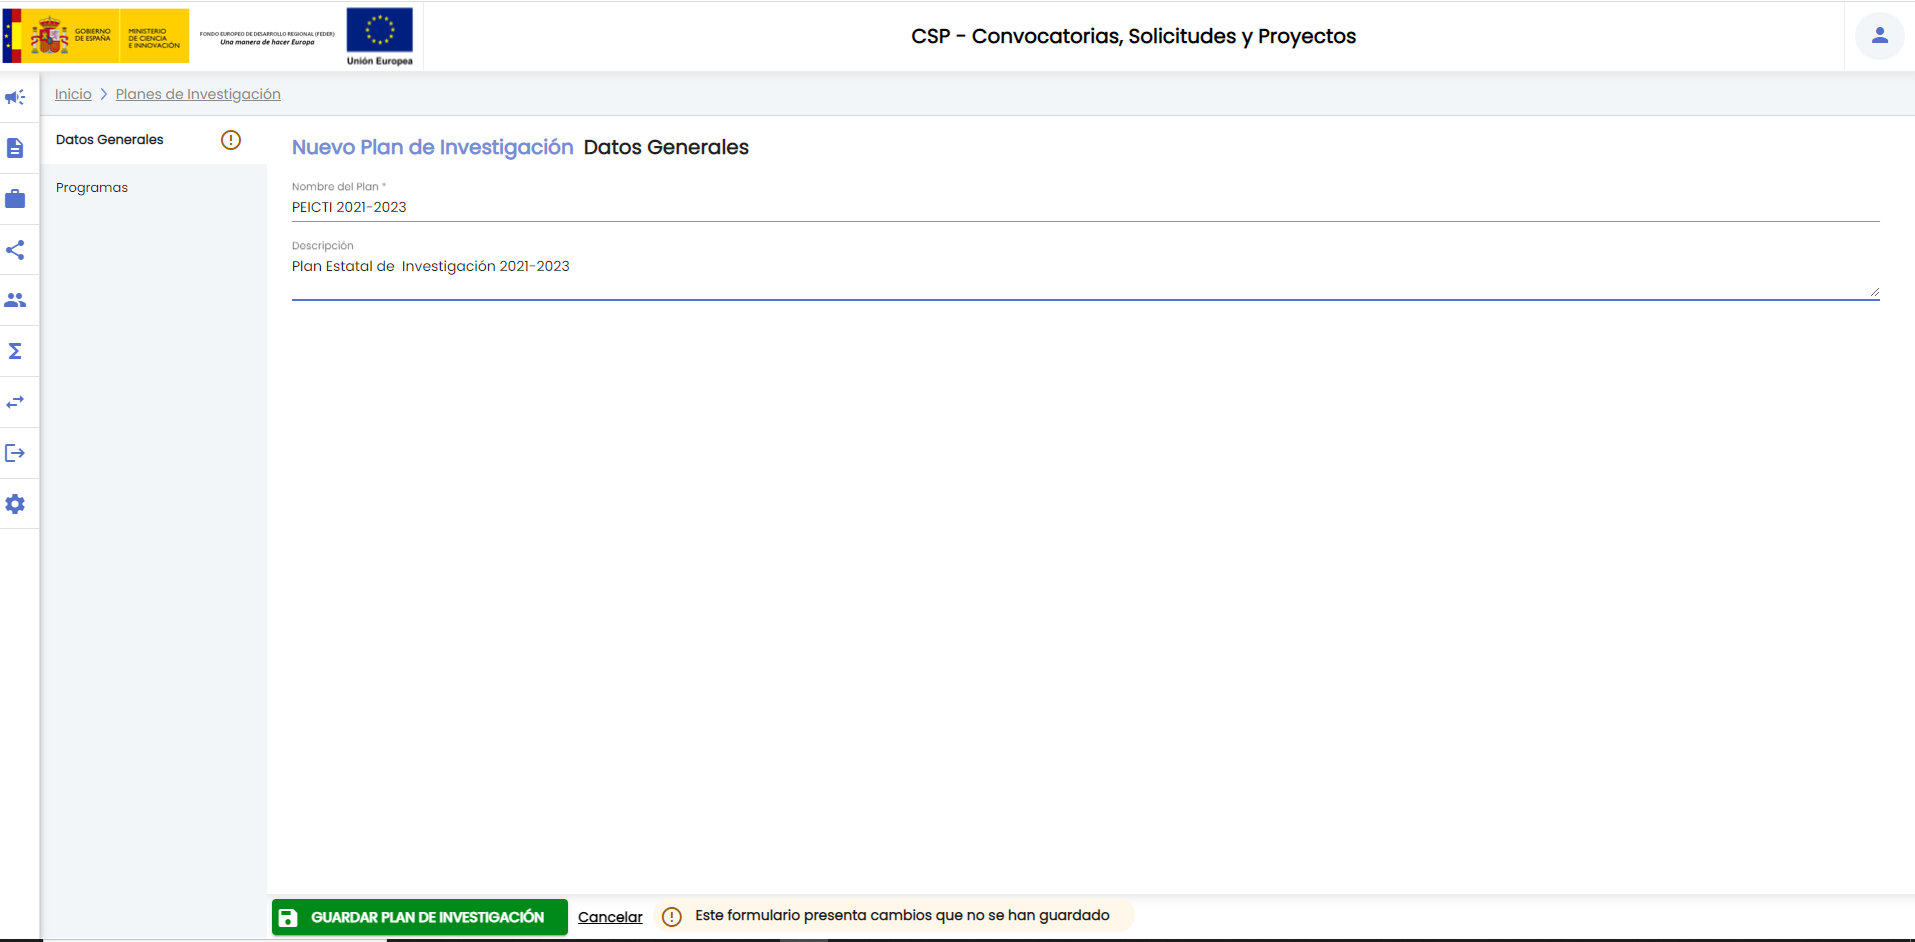 GOBIERNO
DE ESPAÑA
MINISTERIO
DE CIENCIA
E INNOVACIÓN
FONDO EUROPEO DE DESARROLLO REGIONAL (FEDER)
Una manera de hacer Europa
Unión Europea
CSP - Convocatorias, Solicitudes y Proyectos
Inicio > Planes de Investigación
Datos Generales
Programas
Nuevo Plan de Investigación Datos Generales
Nombre del Plan *
PEICTI 2021-2023
Descripción
Plan Estatal de  Investigación 2021-2023
GUARDAR PLAN DE INVESTIGACIÓN
Cancelar
Este formulario presenta cambios que no se han guardado